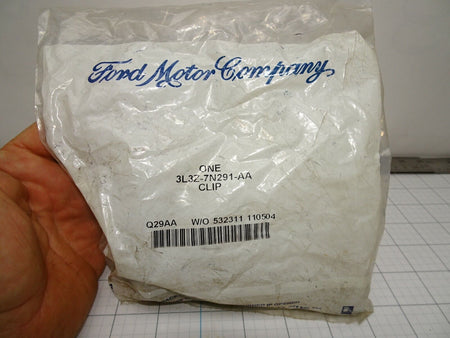 Ford Motor Company
ONE
3L3Z-7N291-AA
CLIP
Q29AA W/O 532311 110504